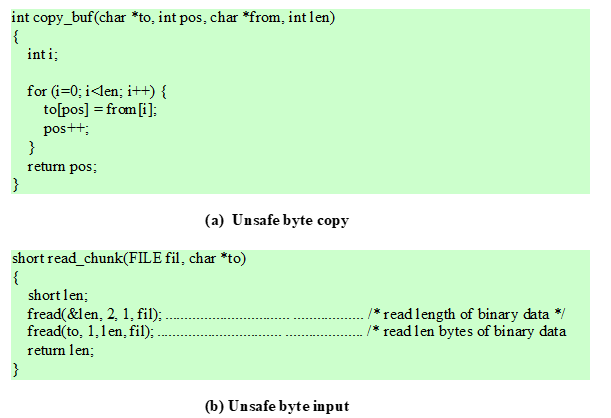 int copy_buf(char *to, int pos, char *from, int len)
{
int i;
for (i=0; i<len; i++) {
to[pos] = from[i];
pos++;
}
return pos;
}
(a) Unsafe byte copy
short read_chunk(FILE fil, char *to)
{
short len;
fread(&len, 2, 1, fil); ................................ .................. /* read length of binary data */
fread(to, 1, len, fil); .................................. .................... /* read len bytes of binary data
return len;
}
(b) Unsafe byte input